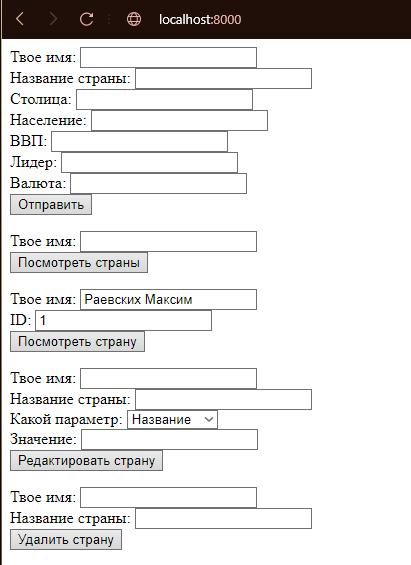 localhost:8000
Твое имя:
Название страны:
Столица:
Население:
ВВП:
Лидер:
Валюта:
Отправить
Твое имя:
Посмотреть страны
Твое имя: Раевских Максим
ID: 1
Посмотреть страну
Твое имя:
Название страны:
Какой параметр: Название
Значение:
Редактировать страну
Твое имя:
Название страны:
Удалить страну